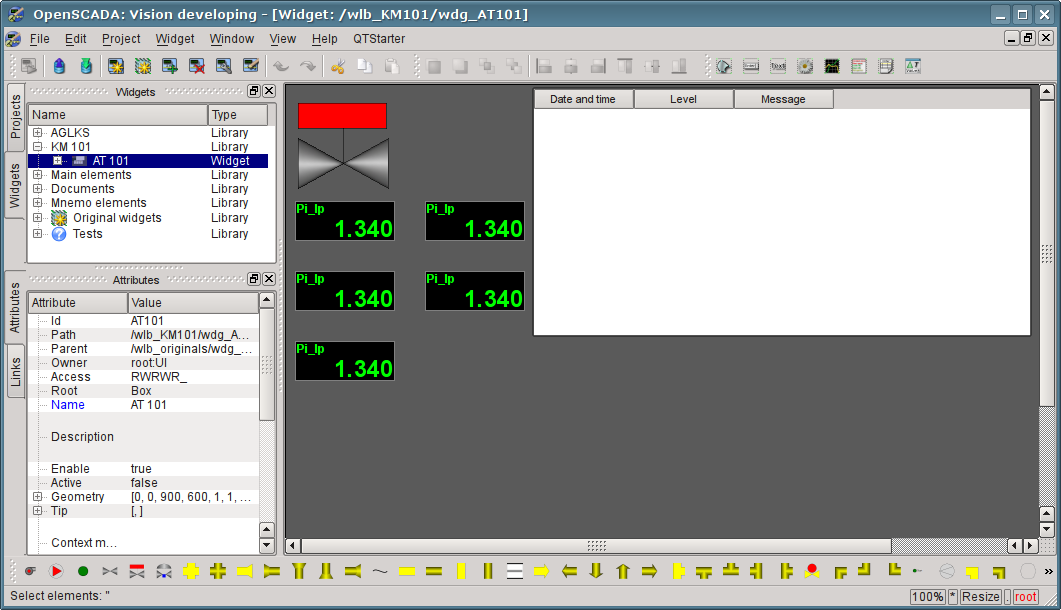 OpenSCADA: Vision developing - [Widget: /wlb_KM101/wdg_AT101]
File Edit Project Widget Window View Help QTStarter
Projects
Widgets
Widgets
Name Type
AGLKS Library
KM 101 Library
AT 101 Widget
Main elements Library
Documents Library
Mnemo elements Library
Original widgets Library
Tests Library
Attributes
Links
Attributes
Attribute Value
Id AT101
Path /wlb_KM101/wdg_A...
Parent /wlb_originals/wdg_...
Owner root:UI
Access RWRWR_
Root Box
Name AT 101
Description
Enable true
Active false
Geometry [0, 0, 900, 600, 1, 1, ...
Tip [, ]
Context m...
Date and time Level Message
Pi_lp Pi_lp
1.340 1.340
Pi_lp Pi_lp
1.340 1.340
Pi_lp
1.340
»
Select elements: '' 100% * Resize . root